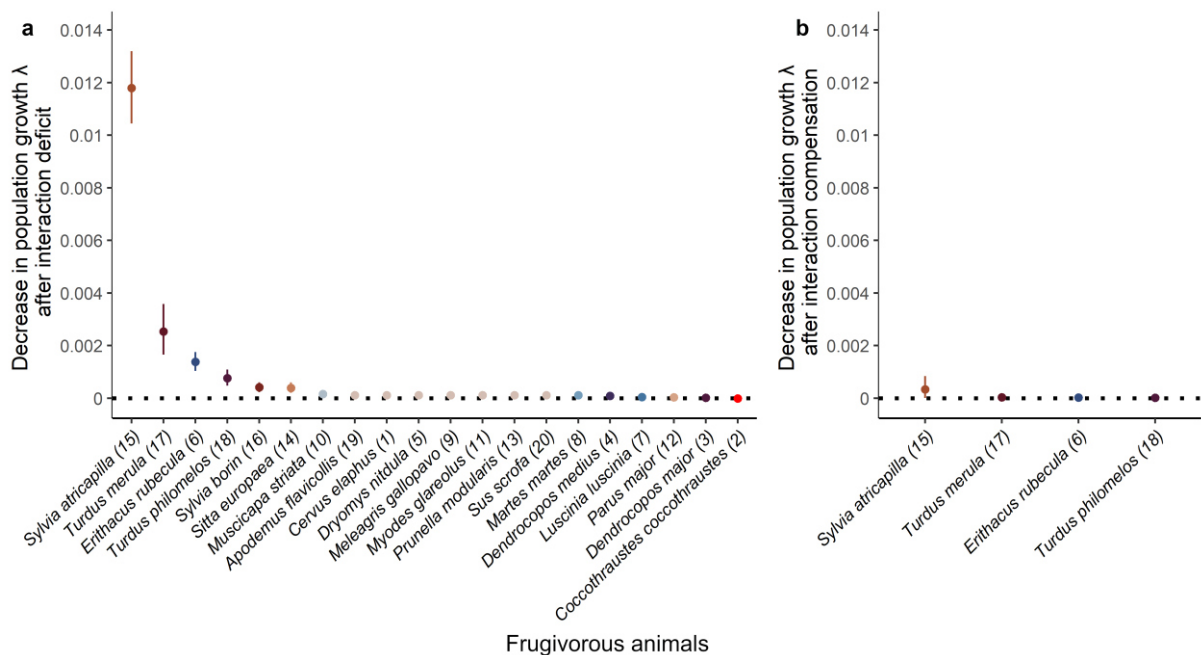 a
Decrease in population growth λ
after interaction deficit
0.014
0.012
0.01
0.008
0.006
0.004
0.002
0
Sylvia atricapilla (15)
Turdus merula (17)
Erithacus rubecula (6)
Turdus philomelos (18)
Sylvia borin (16)
Sitta europaea (14)
Muscicapa striata (10)
Apodemus flavicollis (19)
Cervus elaphus (1)
Dryomys nitdula (5)
Meleagris gallopavo (9)
Myodes glareolus (11)
Prunella modularis (13)
Sus scrofa (20)
Martes martes (8)
Dendrocopos medius (4)
Luscinia luscinia (7)
Parus major (12)
Dendrocopos major (3)
Coccothraustes coccothraustes (2)
b
Decrease in population growth λ
after interaction compensation
0.014
0.012
0.01
0.008
0.006
0.004
0.002
0
Sylvia atricapilla (15)
Turdus merula (17)
Erithacus rubecula (6)
Turdus philomelos (18)
Frugivorous animals